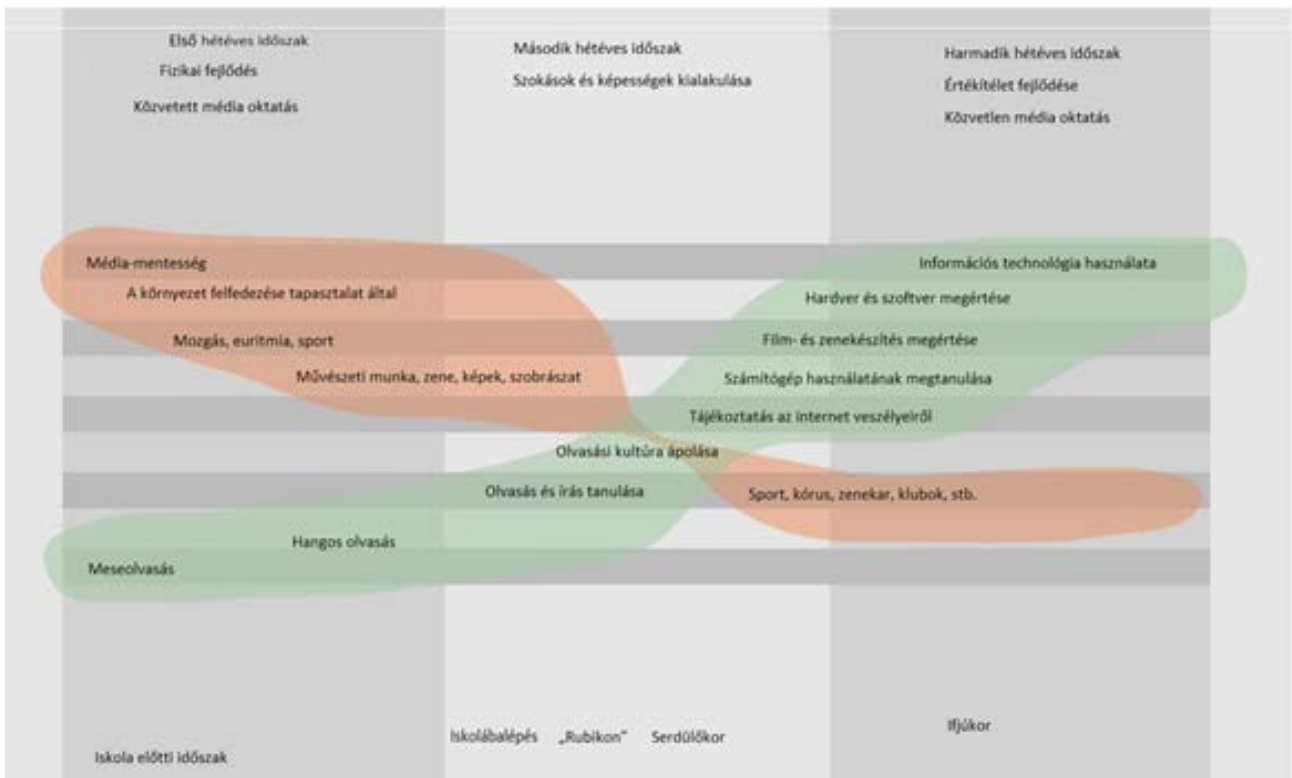 Első hétéves időszak
Fizikai fejlődés
Közvetett média oktatás
Második hétéves időszak
Szokások és képességek kialakulása
Harmadik hétéves időszak
Értékítélet fejlődése
Közvetlen média oktatás
Média-mentesség
Információs technológia használata
A környezet felfedezése tapasztalat által
Hardver és szoftver megértése
Mozgás, euritmia, sport
Film- és zenekészítés megértése
Művészeti munka, zene, képek, szobrászat
Számítógép használatának megtanulása
Tájékoztatás az internet veszélyeiről
Olvasási kultúra ápolása
Olvasás és írás tanulása
Sport, kórus, zenekar, klubok, stb.
Hangos olvasás
Meseolvasás
Iskola előtti időszak
Iskolábalépés „Rubikon" Serdülőkor
Ifjúkor